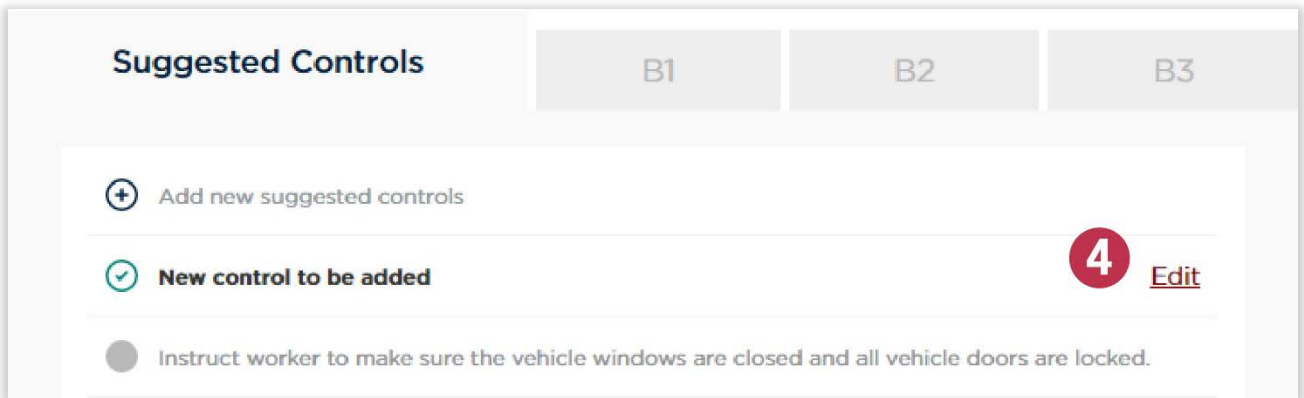 Suggested Controls B1 B2 B3
Add new suggested controls
New control to be added 4 Edit
Instruct worker to make sure the vehicle windows are closed and all vehicle doors are locked.